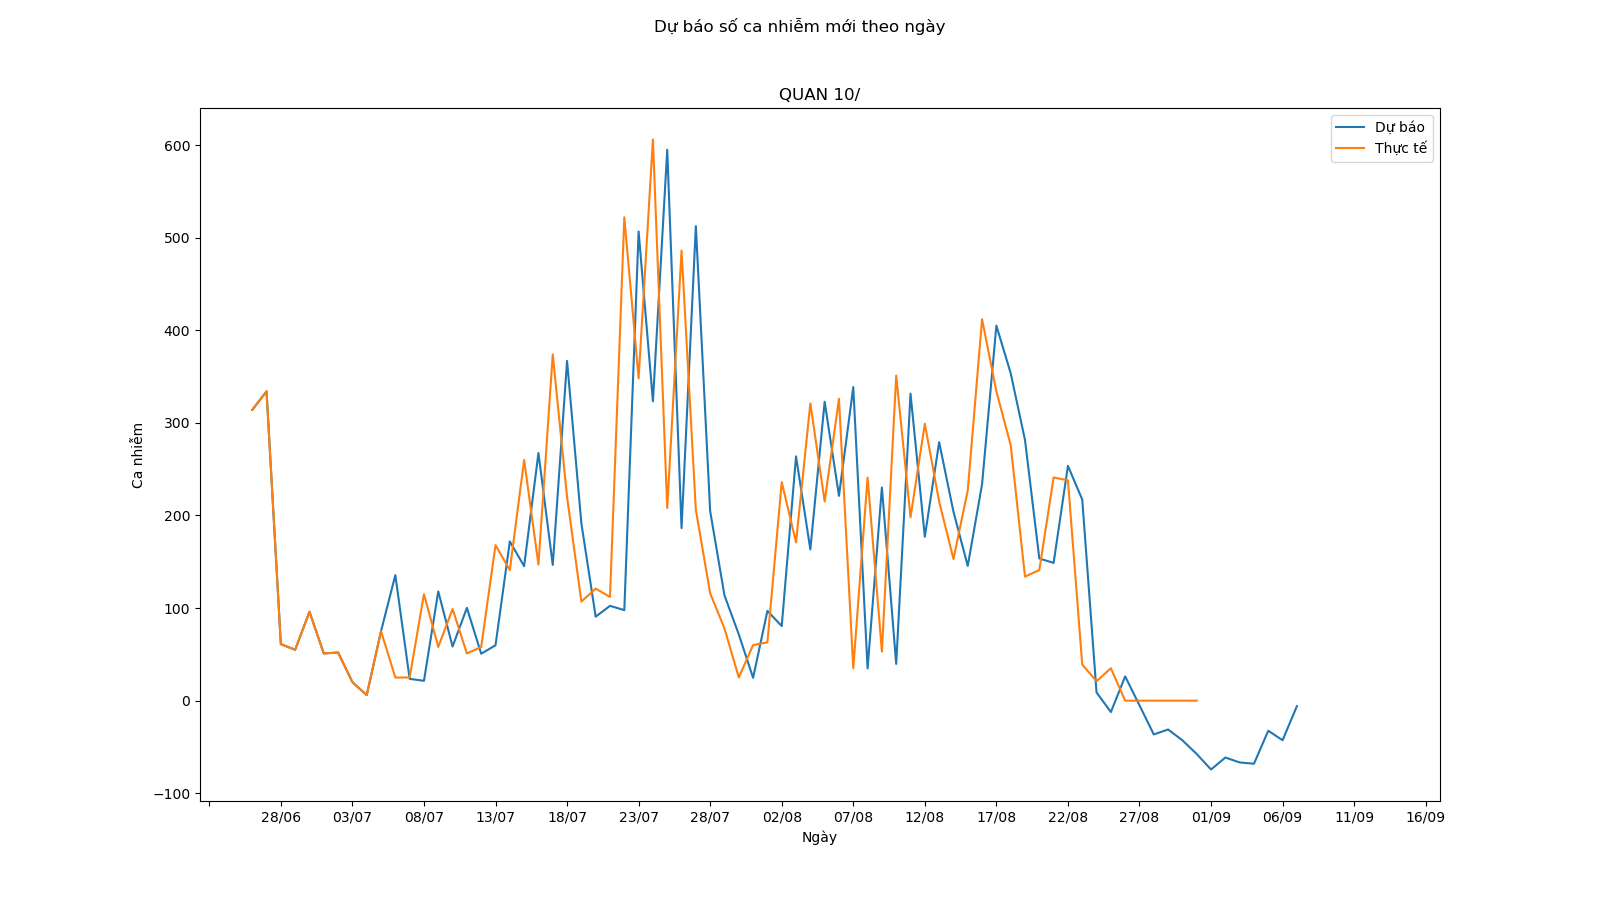 Dự báo số ca nhiễm mới theo ngày
QUAN 10/
Dự báo
Thực tế
600
500
400
300
200
100
0
−100
Ca nhiễm
28/06 03/07 08/07 13/07 18/07 23/07 28/07 02/08 07/08 12/08 17/08 22/08 27/08 01/09 06/09 11/09 16/09
Ngày